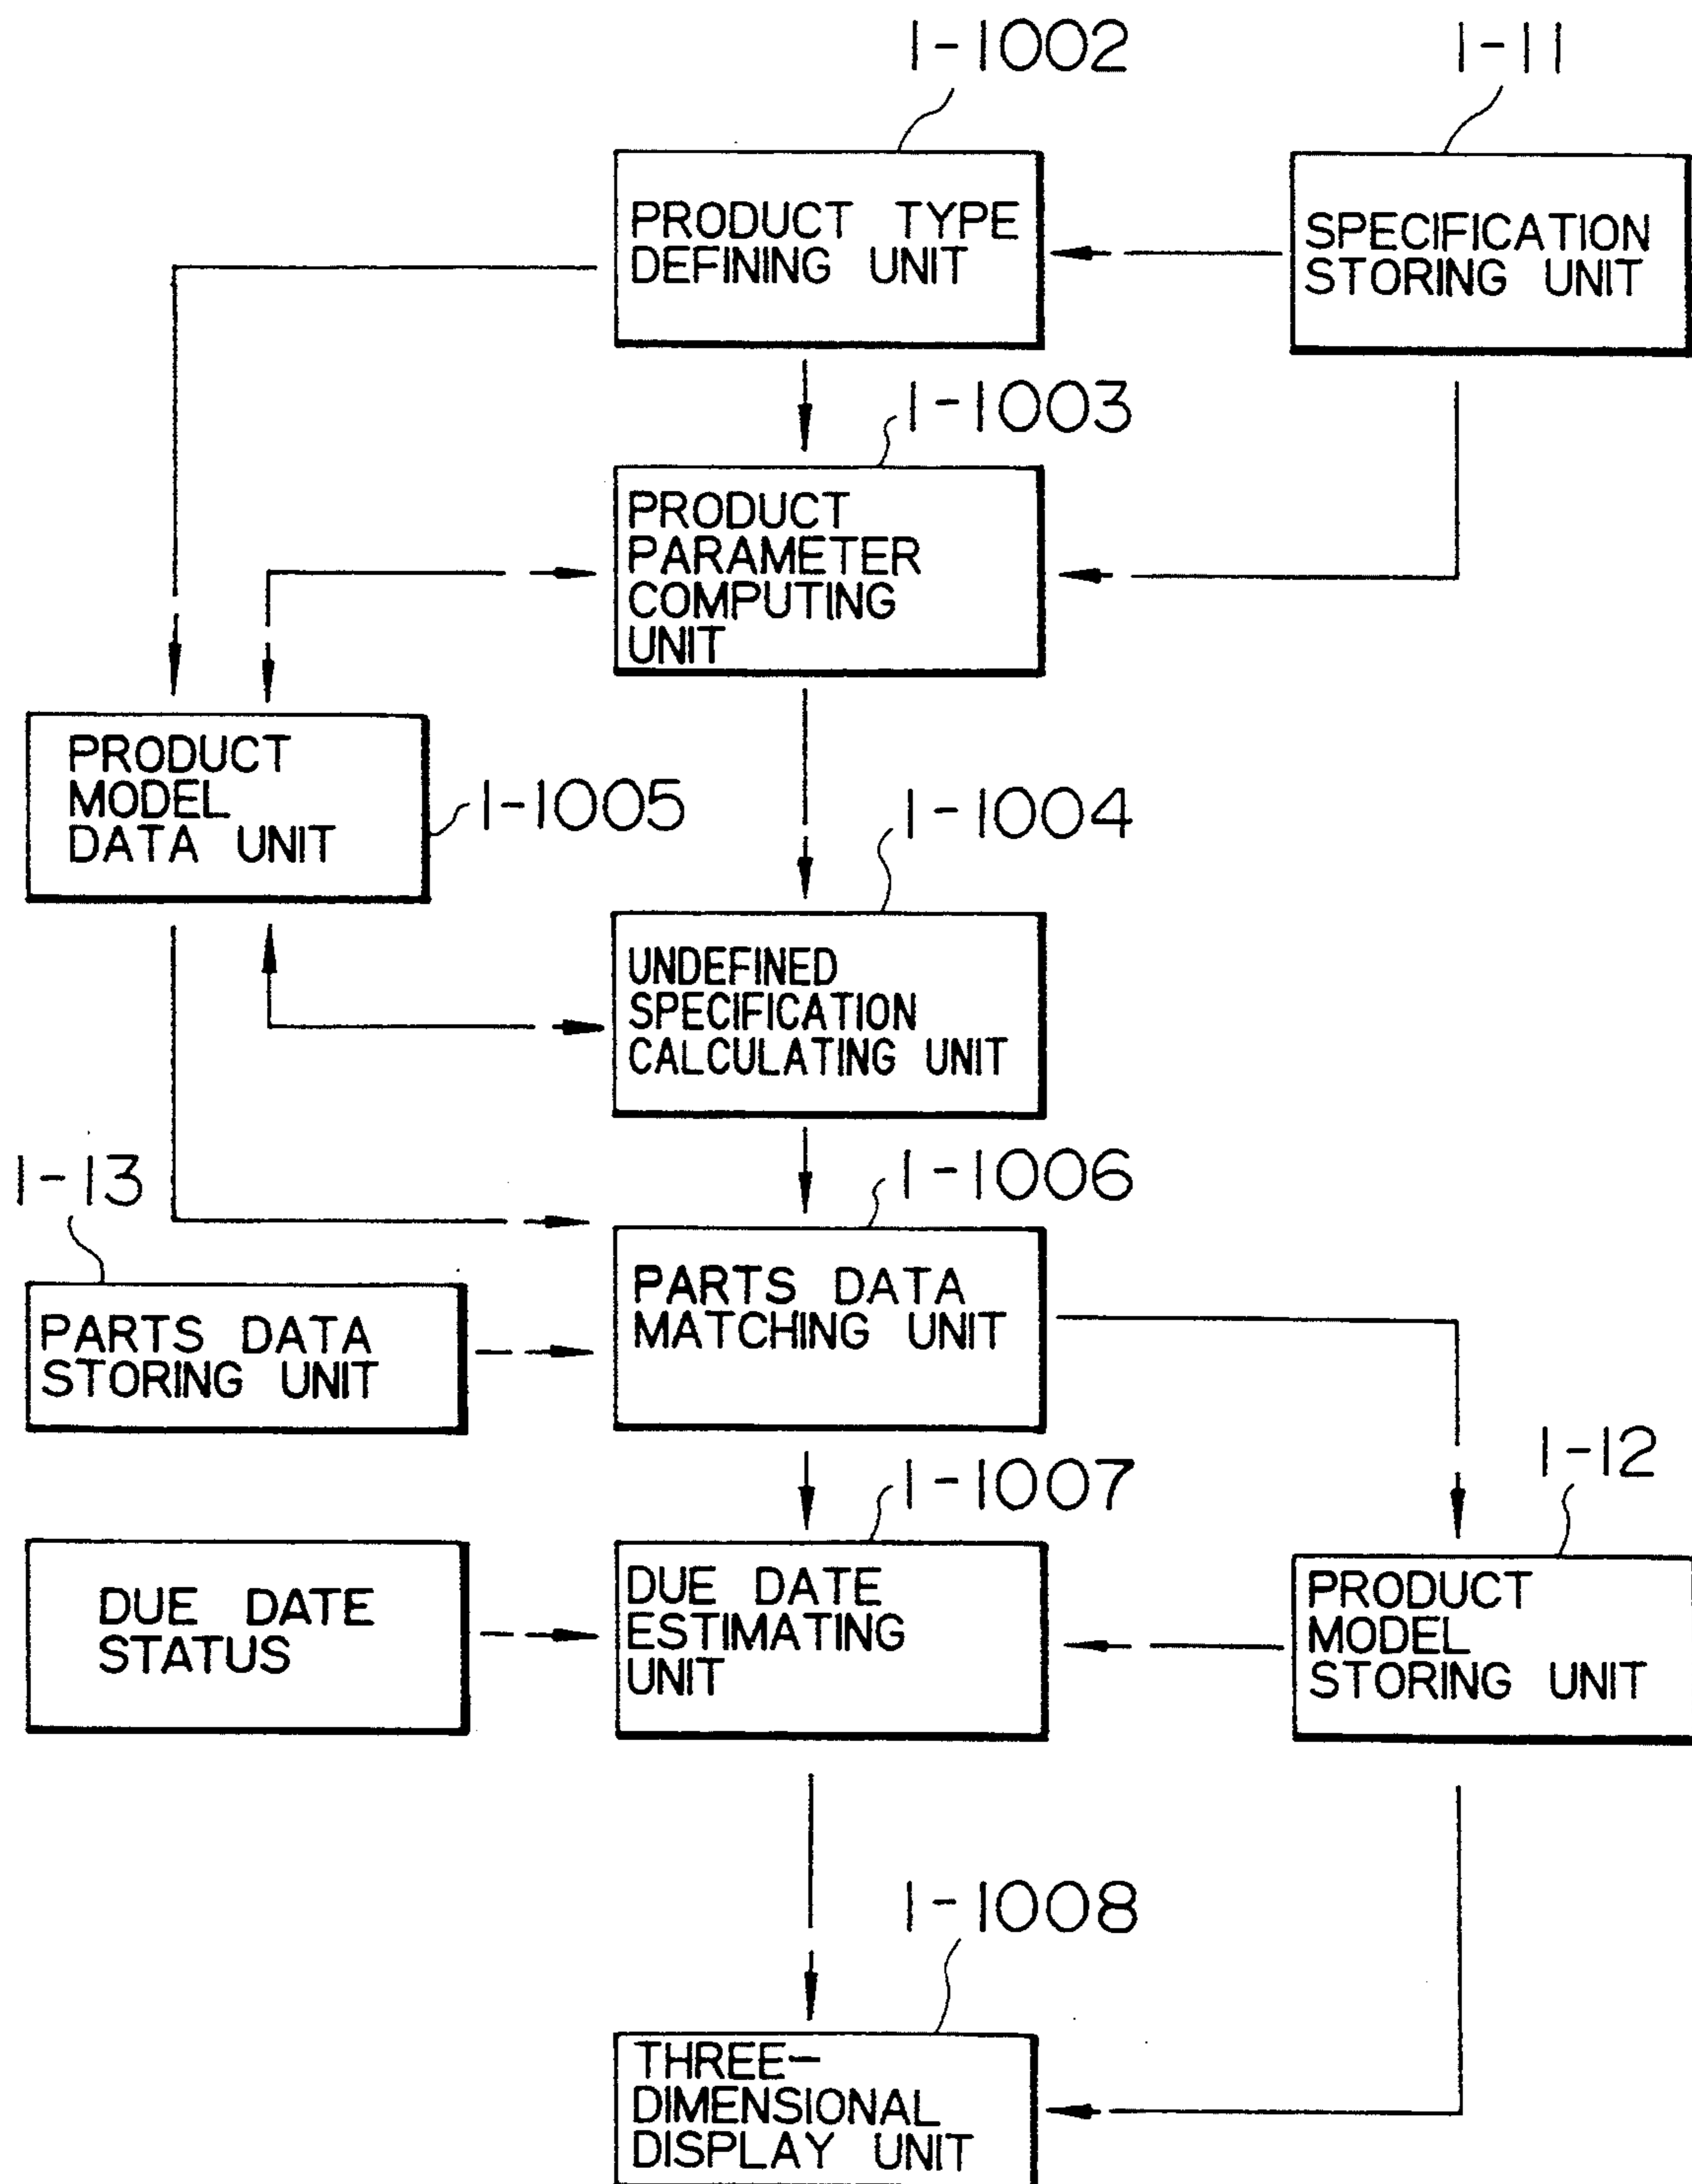 1-1002
1-11
PRODUCT TYPE
DEFINING UNIT
SPECIFICATION
STORING UNIT
1-1003
PRODUCT
PARAMETER
COMPUTING
UNIT
PRODUCT
MODEL
DATA UNIT
1-1005
1-1004
UNDEFINED
SPECIFICATION
CALCULATING UNIT
1-13
1-1006
PARTS DATA
STORING UNIT
PARTS DATA
MATCHING UNIT
1-1007
1-12
DUE DATE
STATUS
DUE DATE
ESTIMATING
UNIT
PRODUCT
MODEL
STORING UNIT
1-1008
THREE-
DIMENSIONAL
DISPLAY UNIT